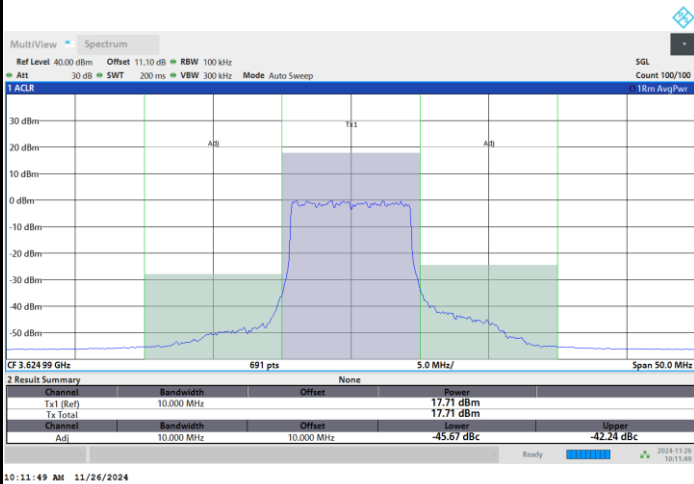 MultiView Spectrum
Ref Level 40.00 dBm Offset 11.10 dB RBW 100 kHz SGL
Att 30 dB SWT 200 ms VBW 300 kHz Mode Auto Sweep Count 100/100
1 ACLR 1Rm AvgPwr
30 dBm
Tx1
20 dBm Adj Adj
10 dBm
0 dBm
-10 dBm
-20 dBm
-30 dBm
-40 dBm
-50 dBm
CF 3.624 99 GHz 691 pts 5.0 MHz/ Span 50.0 MHz
2 Result Summary None
Channel Bandwidth Offset Power
Tx1 (Ref) 10.000 MHz 17.71 dBm
Tx Total 17.71 dBm
Channel Bandwidth Offset Lower Upper
Adj 10.000 MHz 10.000 MHz -45.67 dBc -42.24 dBc
Ready 2024-11-26
10:11:49
10:11:49 AM 11/26/2024